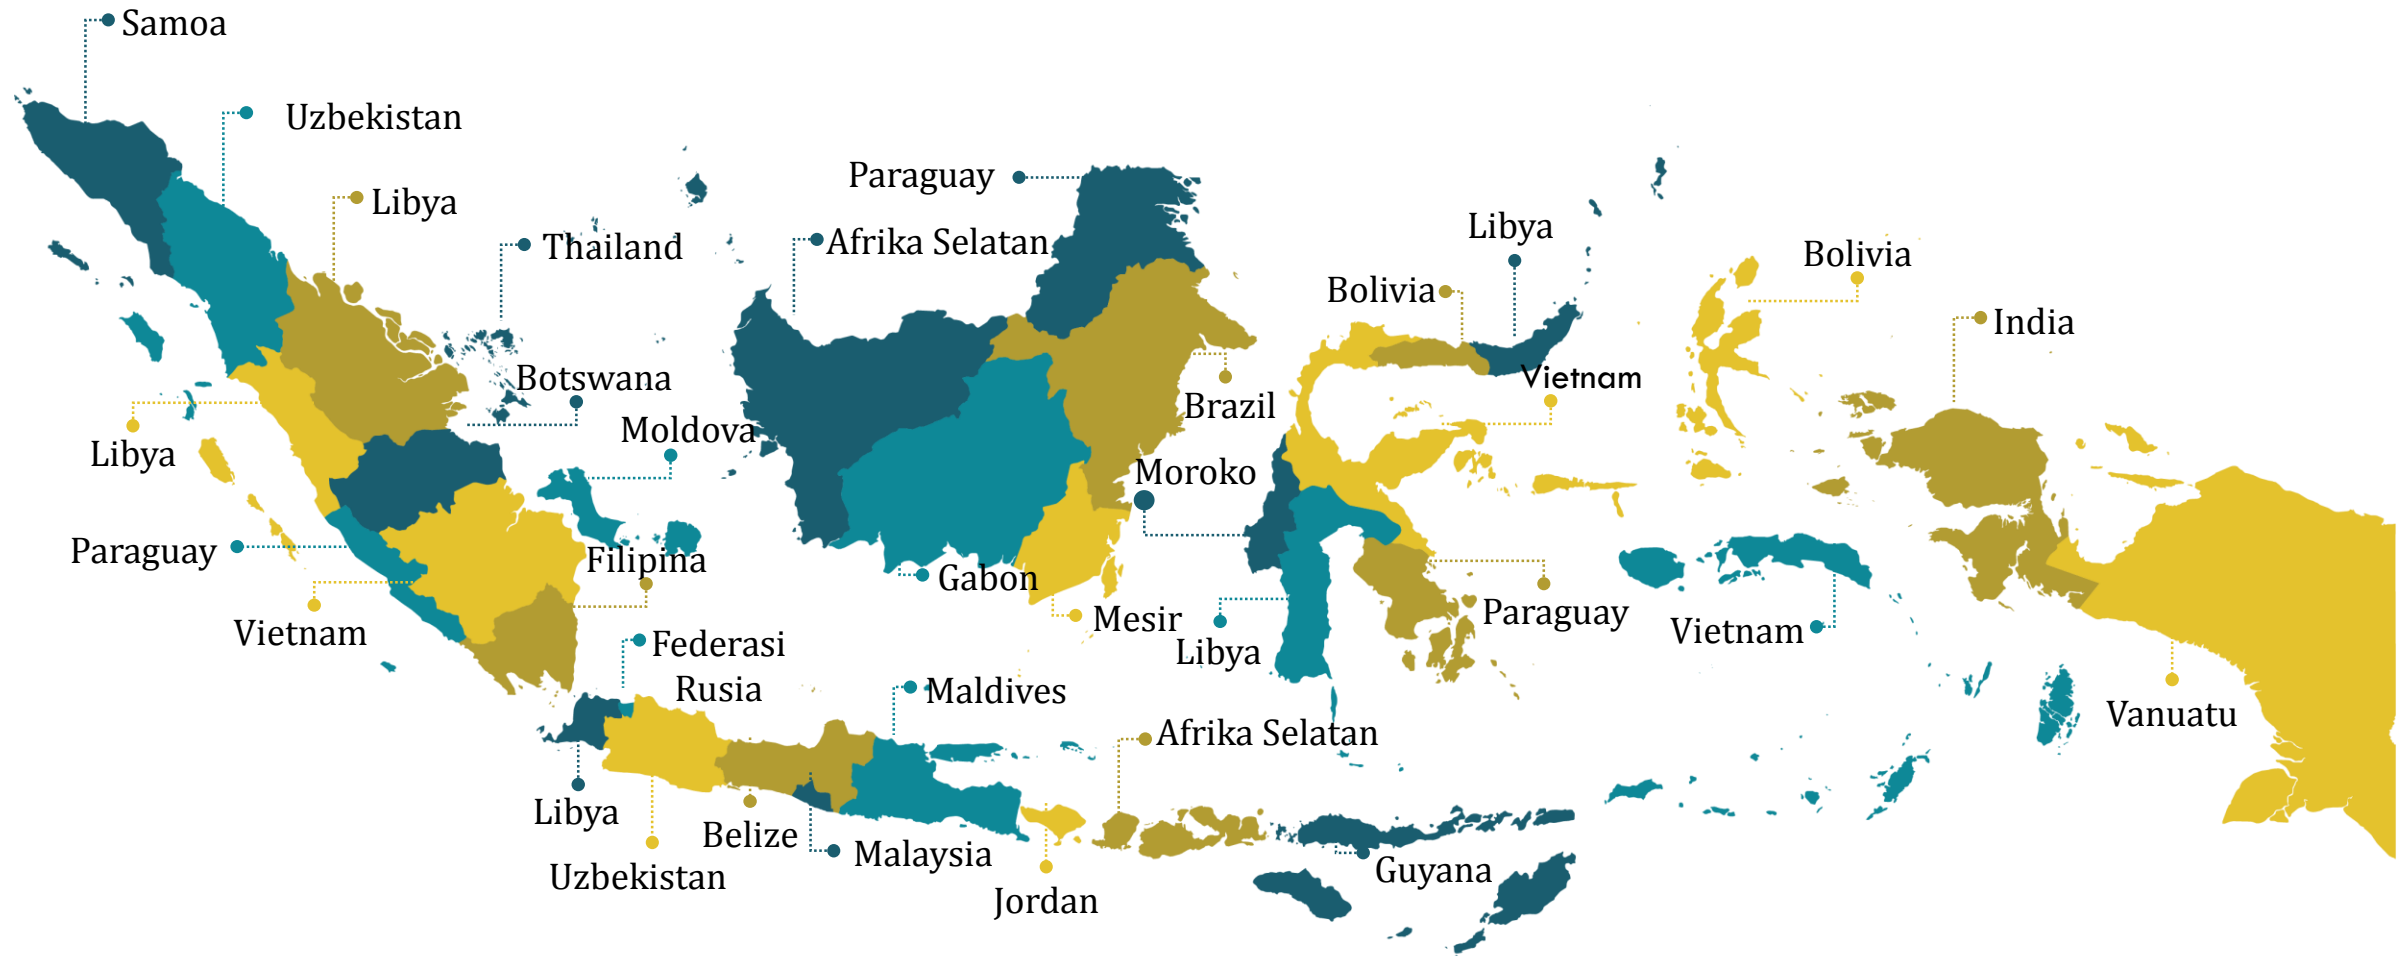 Samoa
Uzbekistan
Libya
Thailand
Botswana
Moldova
Libya
Paraguay
Vietnam
Filipina
Federasi
Rusia
Maldives
Libya
Uzbekistan
Belize
Malaysia
Jordan
Afrika Selatan
Guyana
Paraguay
Afrika Selatan
Brazil
Gabon
Mesir
Moroko
Libya
Bolivia
Libya
Vietnam
Paraguay
Bolivia
Vietnam
India
Vanuatu